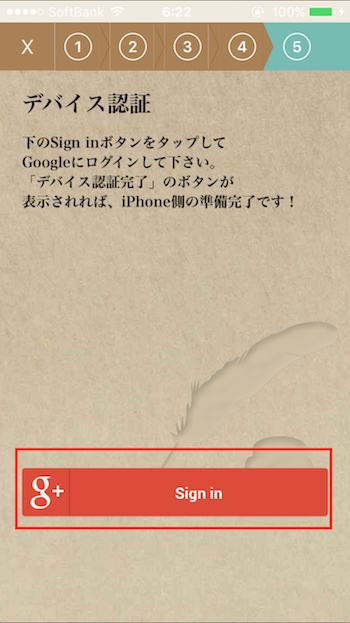 SoftBank 6:22 100%
X 1 2 3 4 5
デバイス認証
下のSign inボタンをタップして
Googleにログインして下さい。
「デバイス認証完了」のボタンが
表示されれば、iPhone側の準備完了です！
g+ Sign in